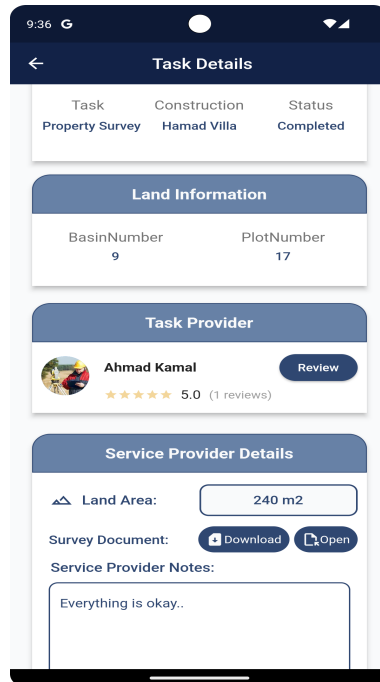 9:36 G
Task Details
Task Construction Status
Property Survey Hamad Villa Completed
Land Information
BasinNumber PlotNumber
9 17
Task Provider
Ahmad Kamal Review
5.0 (1 reviews)
Service Provider Details
Land Area: 240 m2
Survey Document: Download Open
Service Provider Notes:
Everything is okay..